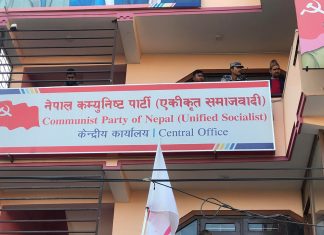 नेपाल कम्युनिष्ट पार्टी (एकीकृत समाजवादी)
Communist Party of Nepal (Unified Socialist)
केन्द्रीय कार्यालय | Central Office